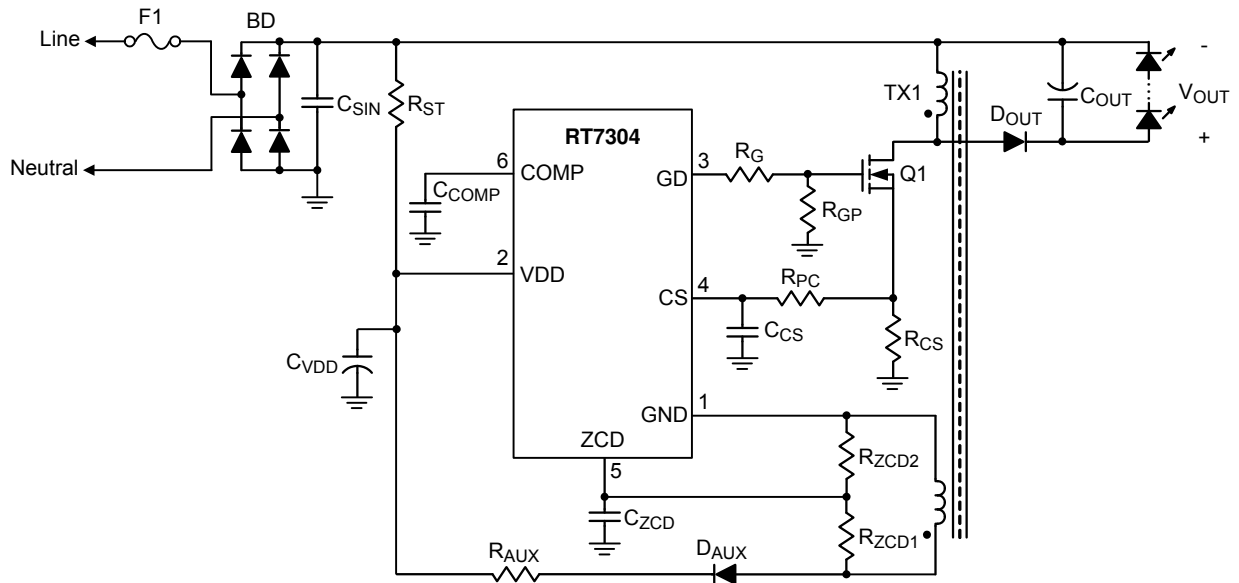 F1
BD
Line
Neutral
CSIN
RST
TX1
DOUT
COUT
-
VOUT
+
RT7304
6
COMP
CCOMP
3
GD
RG
RGP
Q1
2
VDD
4
CS
RPC
CCS
RCS
CVDD
1
GND
ZCD
5
RZCD2
CZCD
RZCD1
RAUX
DAUX